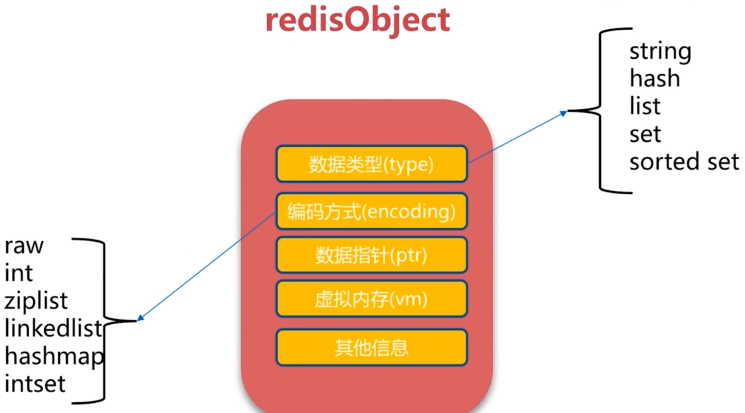 redisObject
数据类型(type)
编码方式(encoding)
数据指针(ptr)
虚拟内存(vm)
其他信息
string
hash
list
set
sorted set
raw
int
ziplist
linkedlist
hashmap
intset